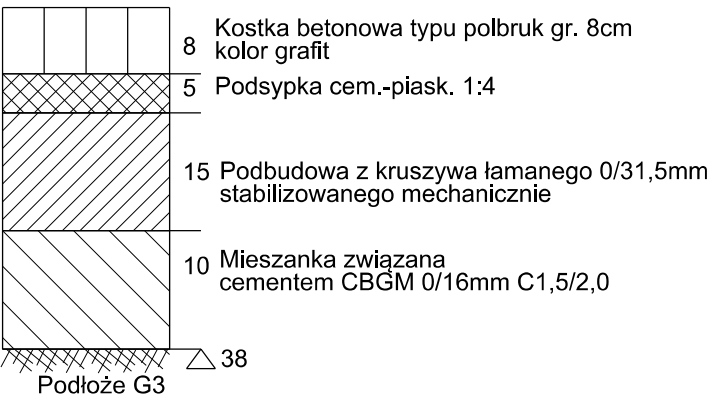 8 Kostka betonowa typu polbruk gr. 8cm
kolor grafit
5 Podsypka cem.-piask. 1:4
15 Podbudowa z kruszywa łamanego 0/31,5mm
stabilizowanego mechanicznie
10 Mieszanka związana
cementem CBGM 0/16mm C1,5/2,0
38
Podłoże G3